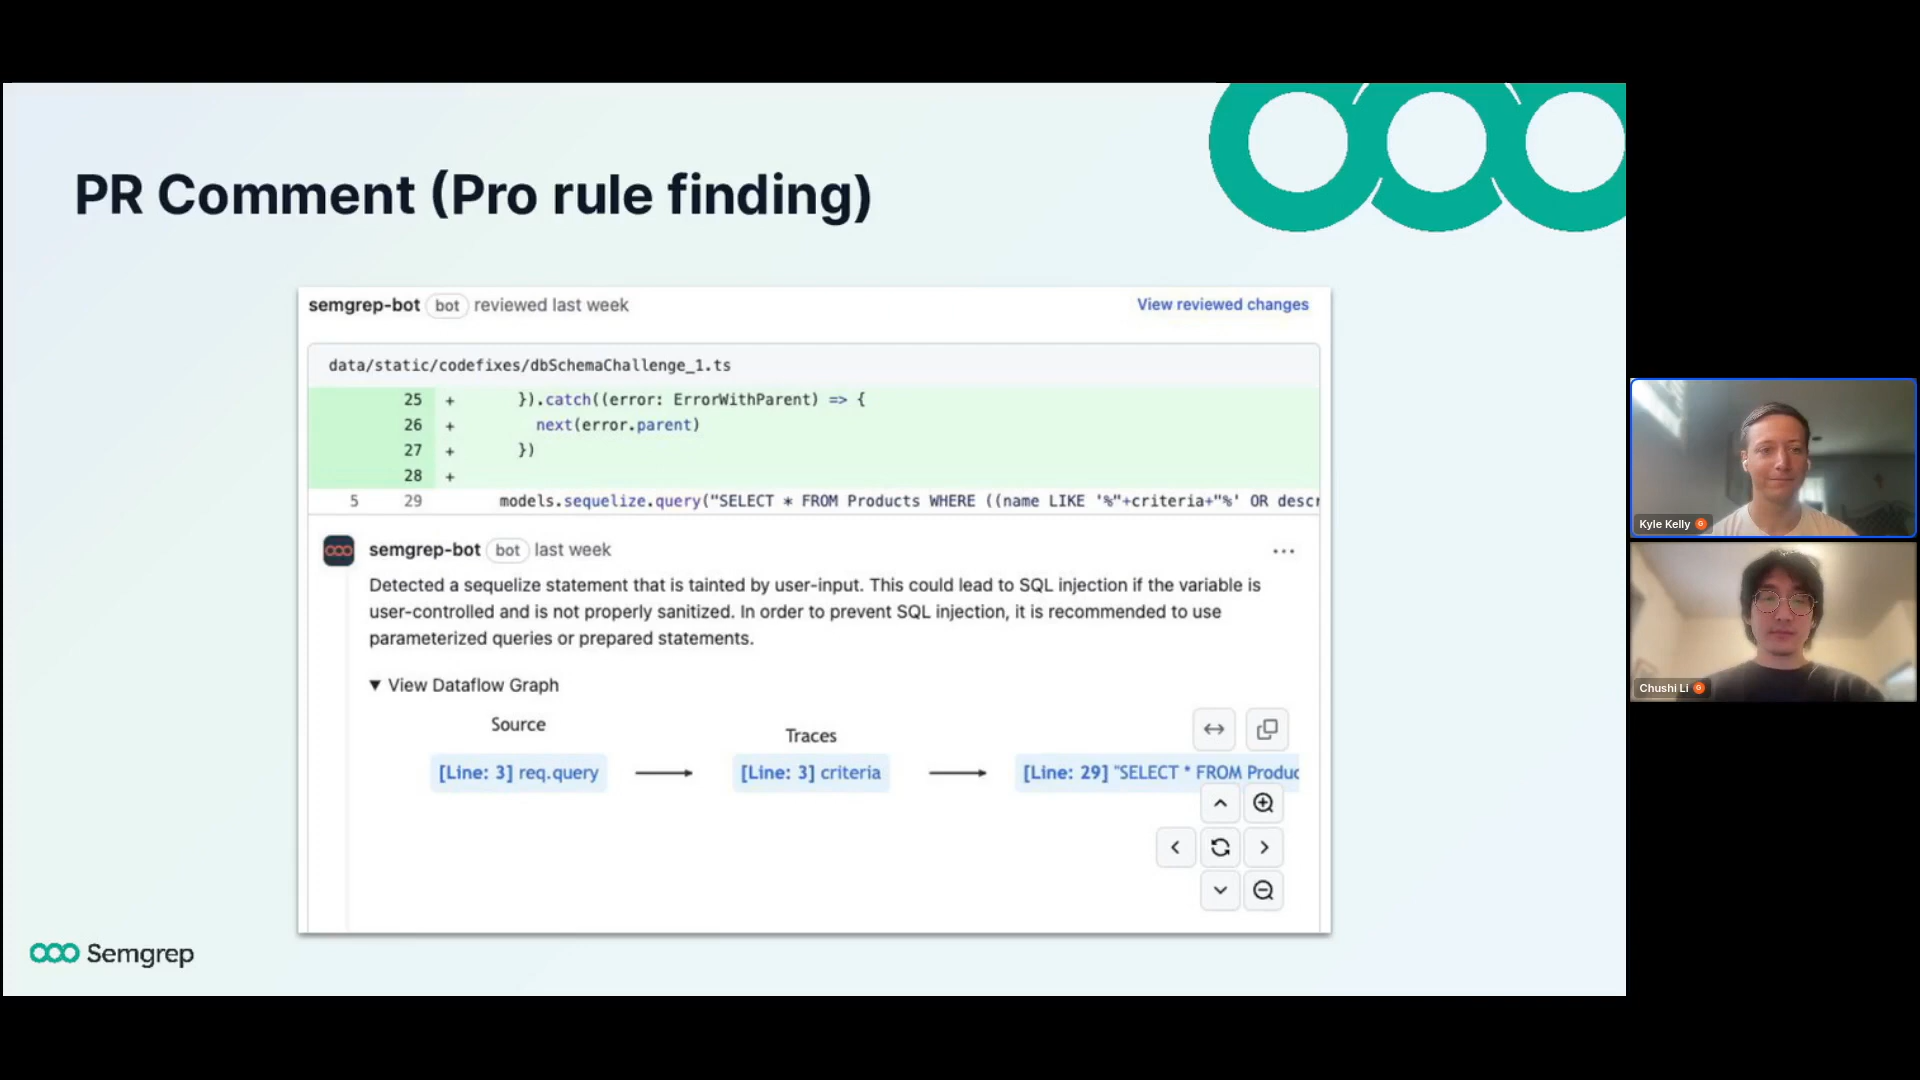 PR Comment (Pro rule finding)
semgrep-bot bot reviewed last week
View reviewed changes
data/static/codefixes/dbSchemaChallenge_1.ts
25 + }).catch((error: ErrorWithParent) => {
26 + next(error.parent)
27 + })
28 +
5 29 models.sequelize.query("SELECT * FROM Products WHERE ((name LIKE '%"+criteria+"%' OR descr
semgrep-bot bot last week
Detected a sequelize statement that is tainted by user-input. This could lead to SQL injection if the variable is
user-controlled and is not properly sanitized. In order to prevent SQL injection, it is recommended to use
parameterized queries or prepared statements.
▼ View Dataflow Graph
Source
Traces
[Line: 3] req.query
[Line: 3] criteria
[Line: 29] "SELECT * FROM Produc
Semgrep
Kyle Kelly
Chushi Li